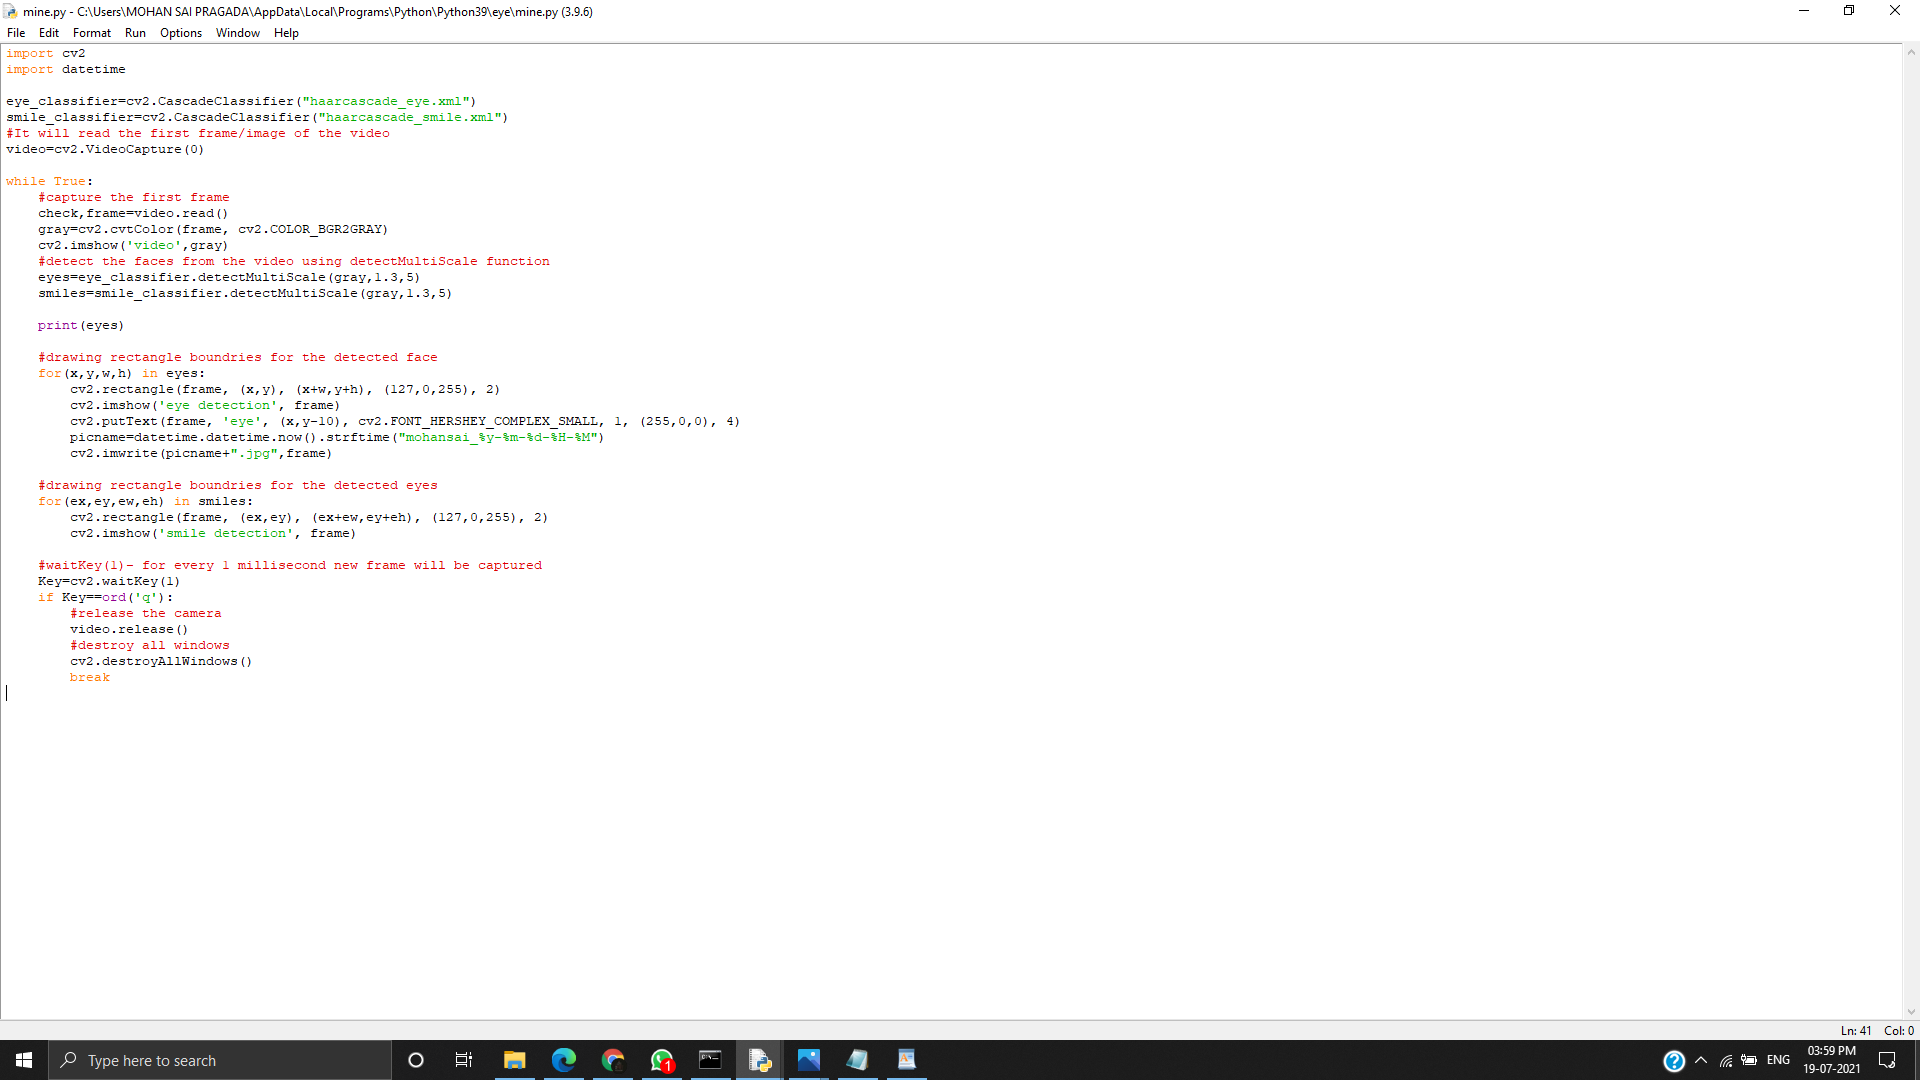 mine.py - C:\Users\MOHAN SAI PRAGADA\AppData\Local\Programs\Python\Python39\eye\mine.py (3.9.6)
File Edit Format Run Options Window Help
import cv2
import datetime
eye_classifier=cv2.CascadeClassifier("haarcascade_eye.xml")
smile_classifier=cv2.CascadeClassifier("haarcascade_smile.xml")
#It will read the first frame/image of the video
video=cv2.VideoCapture(0)
while True:
    #capture the first frame
    check,frame=video.read()
    gray=cv2.cvtColor(frame, cv2.COLOR_BGR2GRAY)
    cv2.imshow('video',gray)
    #detect the faces from the video using detectMultiScale function
    eyes=eye_classifier.detectMultiScale(gray,1.3,5)
    smiles=smile_classifier.detectMultiScale(gray,1.3,5)
    print(eyes)
    #drawing rectangle boundries for the detected face
    for(x,y,w,h) in eyes:
        cv2.rectangle(frame, (x,y), (x+w,y+h), (127,0,255), 2)
        cv2.imshow('eye detection', frame)
        cv2.putText(frame, 'eye', (x,y-10), cv2.FONT_HERSHEY_COMPLEX_SMALL, 1, (255,0,0), 4)
        picname=datetime.datetime.now().strftime("mohansai_%y-%m-%d-%H-%M")
        cv2.imwrite(picname+".jpg",frame)
    #drawing rectangle boundries for the detected eyes
    for(ex,ey,ew,eh) in smiles:
        cv2.rectangle(frame, (ex,ey), (ex+ew,ey+eh), (127,0,255), 2)
        cv2.imshow('smile detection', frame)
    #waitKey(1)- for every 1 millisecond new frame will be captured
    Key=cv2.waitKey(1)
    if Key==ord('q'):
        #release the camera
        video.release()
        #destroy all windows
        cv2.destroyAllWindows()
        break
Ln: 41 Col: 0
Type here to search
1
ENG
03:59 PM
19-07-2021